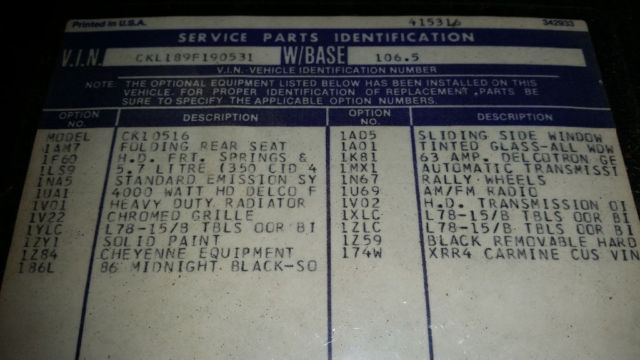 Printed in U.S.A. 415316 342933
SERVICE PARTS IDENTIFICATION
V.I.N. CKL189F190531 W/BASE 106.5
V.I.N. VEHICLE IDENTIFICATION NUMBER
NOTE: THE OPTIONAL EQUIPMENT LISTED BELOW HAS BEEN INSTALLED ON THIS
VEHICLE. FOR PROPER IDENTIFICATION OF REPLACEMENT PARTS BE
SURE TO SPECIFY THE APPLICABLE OPTION NUMBERS.
OPTION NO. DESCRIPTION OPTION NO. DESCRIPTION
MODEL CK10516 1AD5 SLIDING SIDE WINDOW
1AM7 FOLDING REAR SEAT 1A01 TINTED GLASS-ALL WDW
1F60 H.D. FRT. SPRINGS & 1K81 63 AMP. DELCOTRON GE
1LS9 5.7 LITRE (350 CID 4 1MX1 AUTOMATIC TRANSMISSI
1NA5 STANDARD EMISSION SY 1N67 RALLY WHEELS
1UA1 4000 WATT HD DELCO F 1U69 AM/FM RADIO
1V01 HEAVY DUTY RADIATOR 1V02 H.D. TRANSMISSION OI
1V22 CHROMED GRILLE 1XLC L78-15/B TBLS OOR BI
1YLC L78-15/B TBLS OOR BI 1ZLC L78-15/B TBLS OOR BI
1ZY1 SOLID PAINT 1Z59 BLACK REMOVABLE HARD
1Z84 CHEYENNE EQUIPMENT 174W XRR4 CARMINE CUS VIN
186L 86 MIDNIGHT BLACK-SO